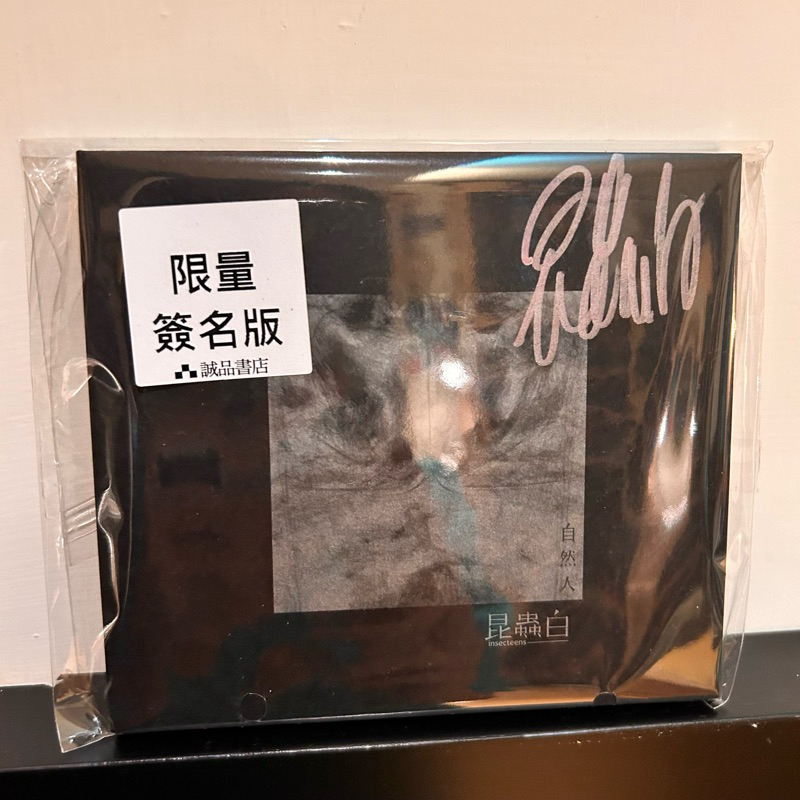 限量
簽名版
誠品書店
自然人
昆蟲白
insecteens